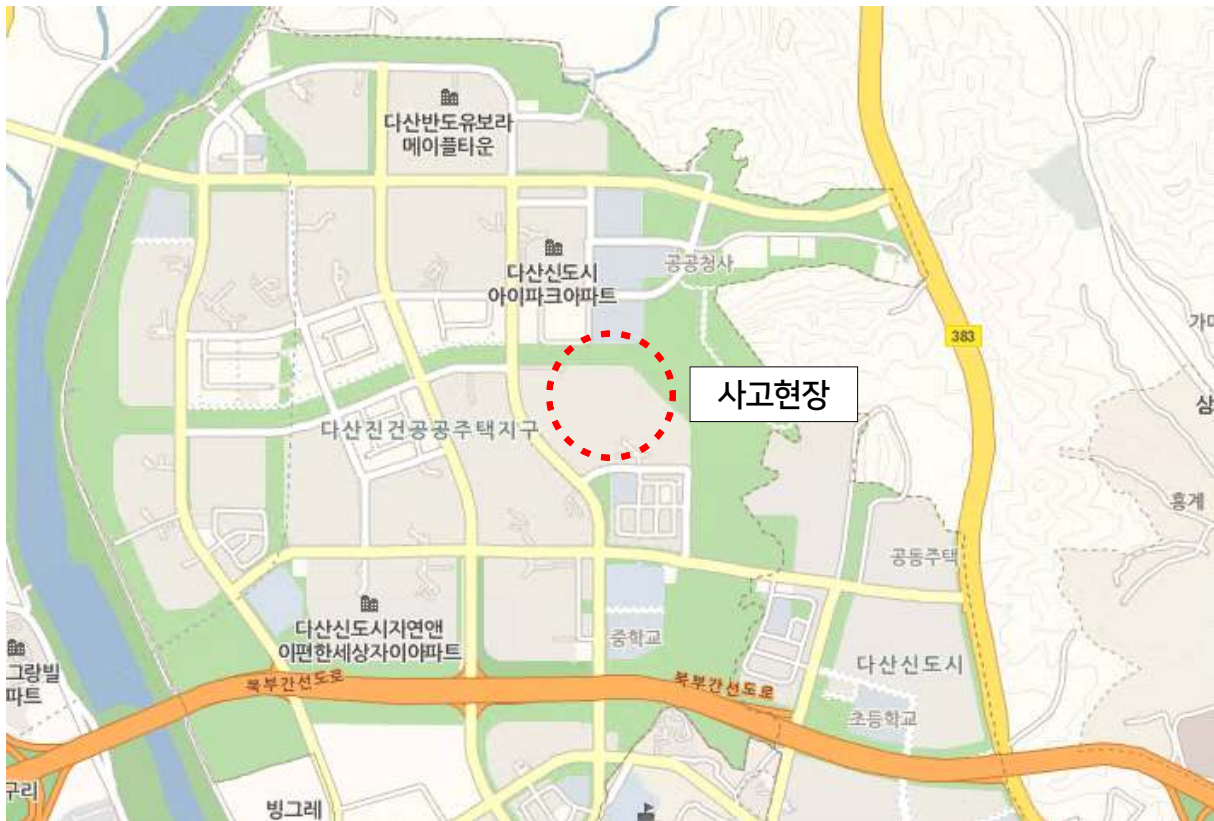 다산반도유보라
메이플타운
다산신도시
아이파크아파트
공공청사
383
사고현장
다산진건공공주택지구
홍계
공동주택
다산신도시자연앤
이편한세상자이아파트
중학교
다산신도시
그랑빌
파트
북부간선도로
북부간선도로
초등학교
구리
빙그레